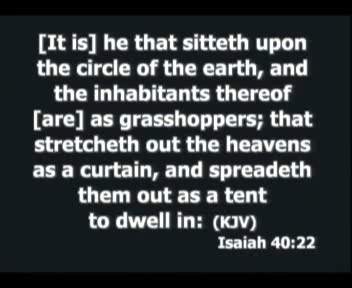 [It is] he that sitteth upon
the circle of the earth, and
the inhabitants thereof
[are] as grasshoppers; that
stretcheth out the heavens
as a curtain, and spreadeth
them out as a tent
to dwell in: (KJV)
Isaiah 40:22